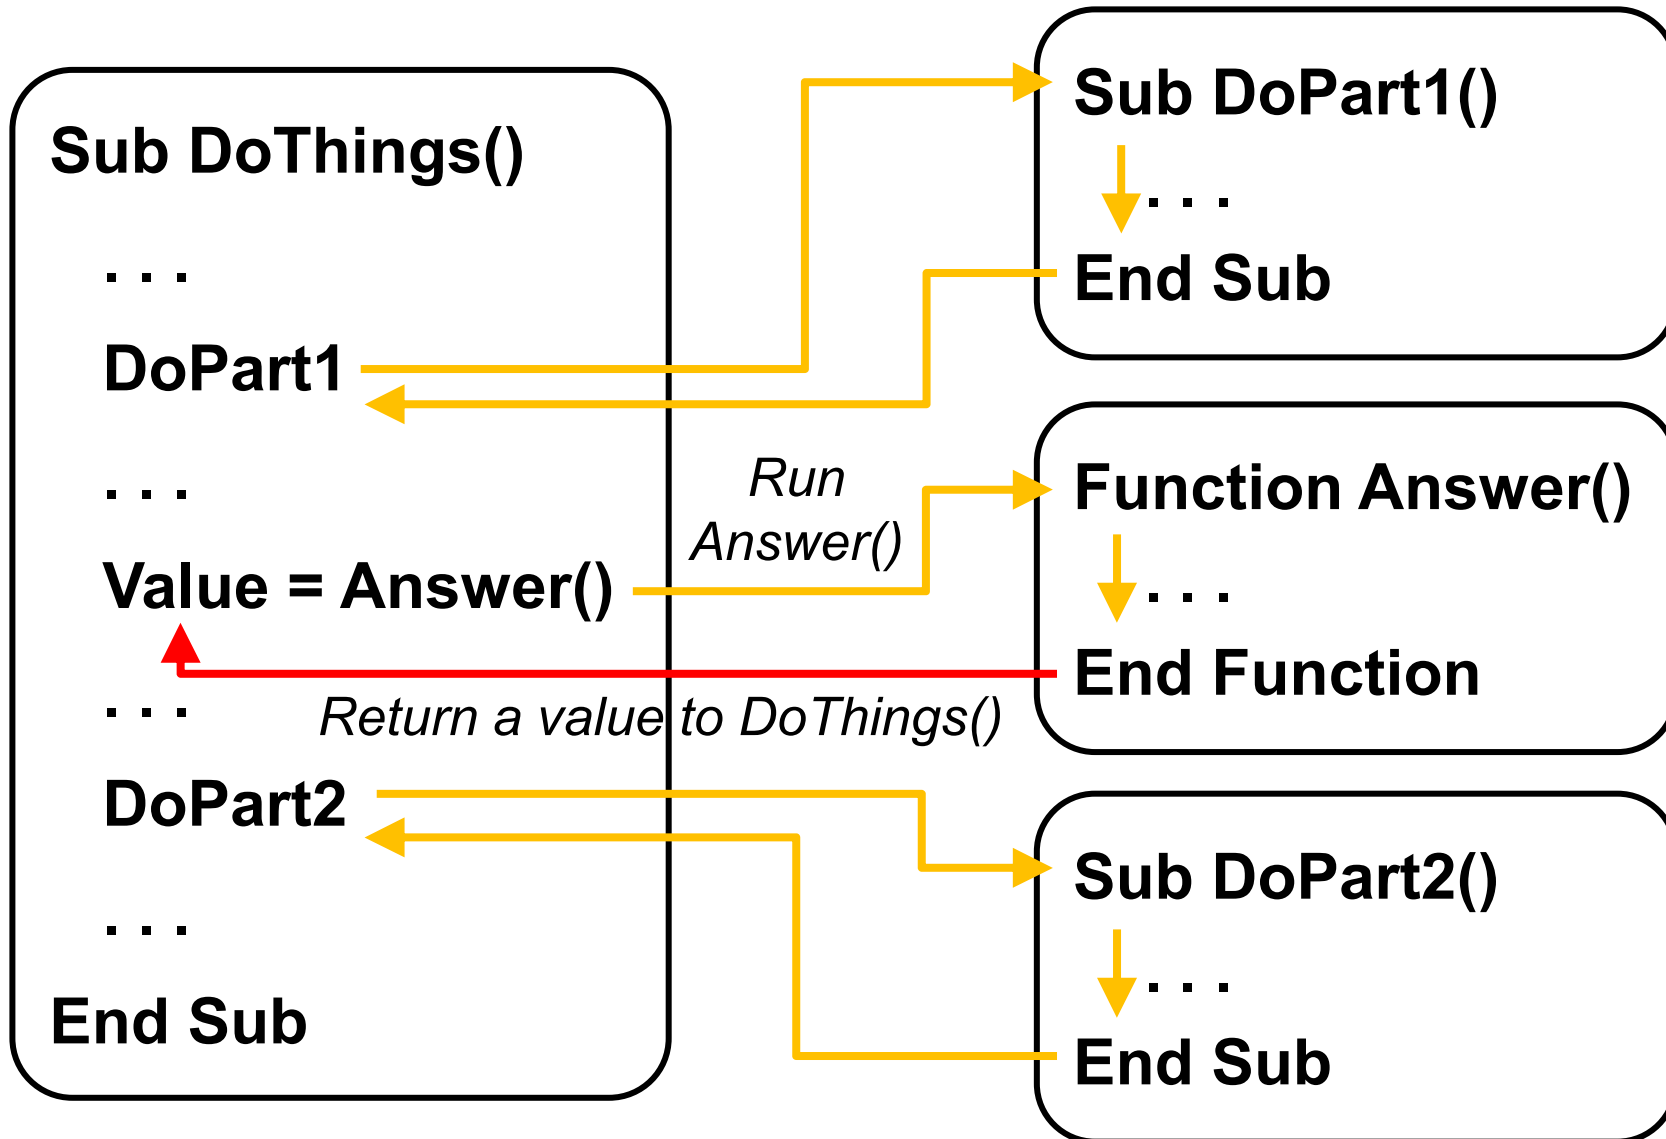 Sub DoThings()
. . .
DoPart1
. . .
Value = Answer()
. . .
DoPart2
. . .
End Sub
Run
Answer()
Return a value to DoThings()
Sub DoPart1()
. . .
End Sub
Function Answer()
. . .
End Function
Sub DoPart2()
. . .
End Sub